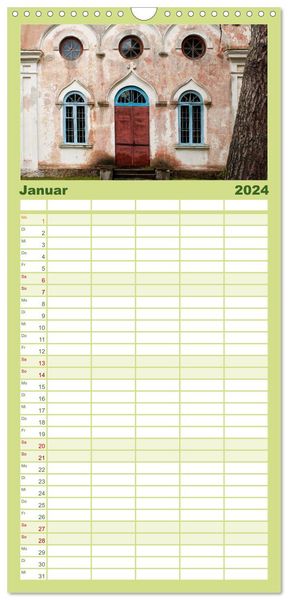 Januar 2024
Mo 1
Di 2
Mi 3
Do 4
Fr 5
Sa 6
So 7
Mo 8
Di 9
Mi 10
Do 11
Fr 12
Sa 13
So 14
Mo 15
Di 16
Mi 17
Do 18
Fr 19
Sa 20
So 21
Mo 22
Di 23
Mi 24
Do 25
Fr 26
Sa 27
So 28
Mo 29
Di 30
Mi 31